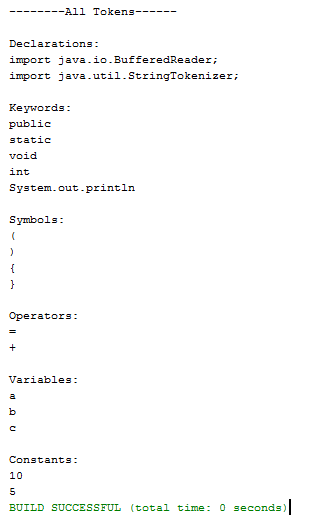 --------All Tokens------
Declarations:
import java.io.BufferedReader;
import java.util.StringTokenizer;
Keywords:
public
static
void
int
System.out.println
Symbols:
(
)
{
}
Operators:
=
+
Variables:
a
b
c
Constants:
10
5
BUILD SUCCESSFUL (total time: 0 seconds)